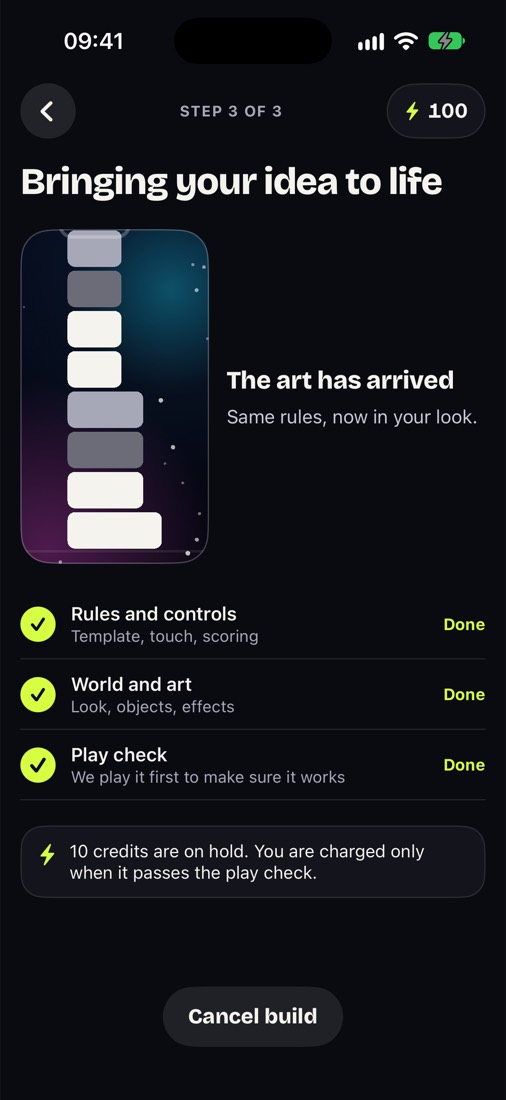 09:41
STEP 3 OF 3
100
Bringing your idea to life
The art has arrived
Same rules, now in your look.
Rules and controls
Template, touch, scoring
Done
World and art
Look, objects, effects
Done
Play check
We play it first to make sure it works
Done
10 credits are on hold. You are charged only
when it passes the play check.
Cancel build